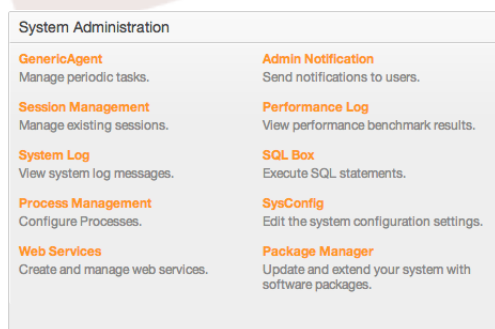 System Administration
GenericAgent
Manage periodic tasks.
Admin Notification
Send notifications to users.
Session Management
Manage existing sessions.
Performance Log
View performance benchmark results.
System Log
View system log messages.
SQL Box
Execute SQL statements.
Process Management
Configure Processes.
SysConfig
Edit the system configuration settings.
Web Services
Create and manage web services.
Package Manager
Update and extend your system with
software packages.